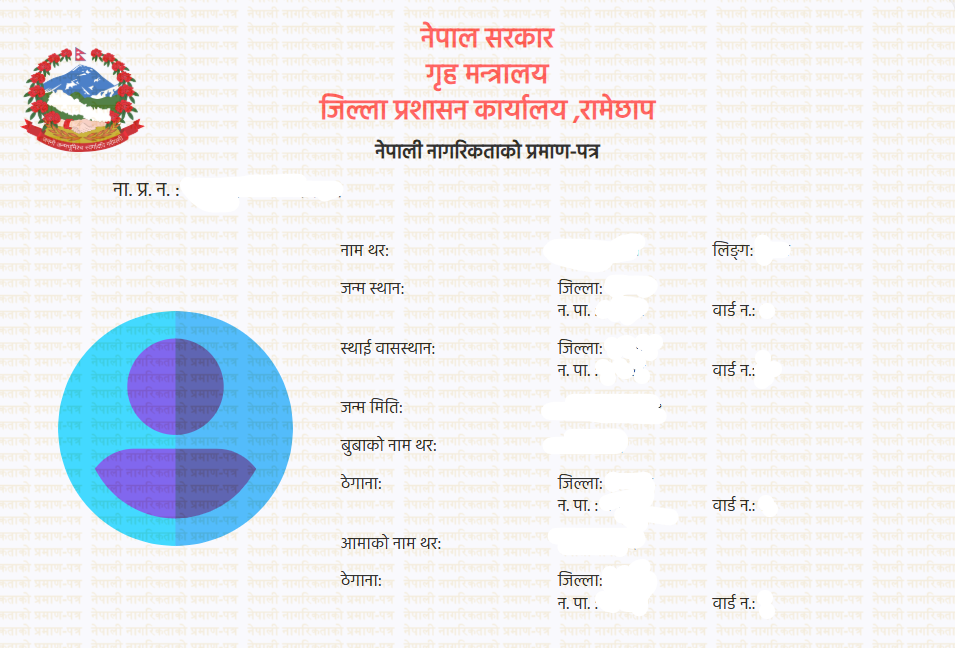 नेपाल सरकार
गृह मन्त्रालय
जिल्ला प्रशासन कार्यालय ,रामेछाप
नेपाली नागरिकताको प्रमाण-पत्र
ना. प्र. न. :
नाम थर: लिङ्ग:
जन्म स्थान: जिल्ला:
न. पा. : वार्ड न.:
स्थाई वासस्थान: जिल्ला:
न. पा. : वार्ड न.:
जन्म मिति:
बुबाको नाम थर:
ठेगाना: जिल्ला:
न. पा. : वार्ड न.:
आमाको नाम थर:
ठेगाना: जिल्ला:
न. पा. : वार्ड न.: